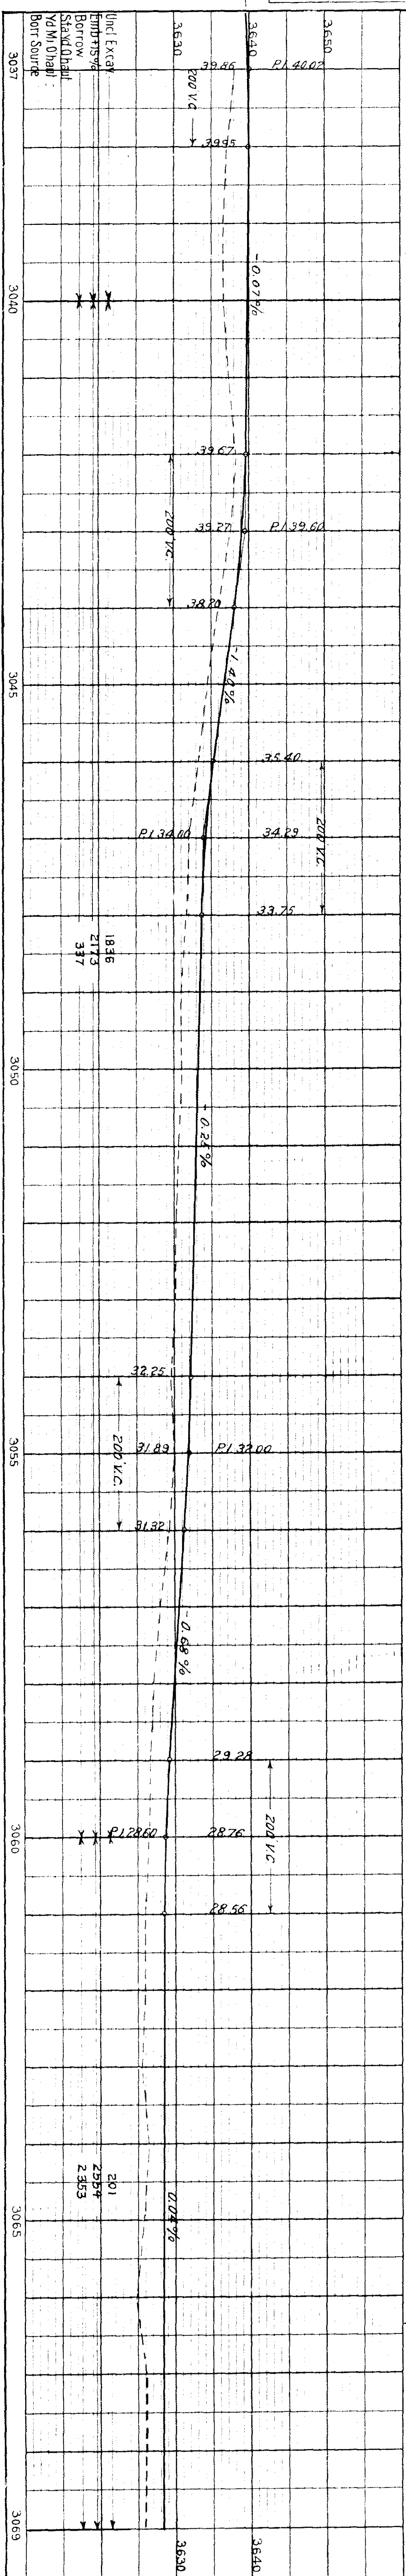 3650
3640
3630
P.I. 40.02
39.86
200 V.C.
39.95
-0.07%
39.67
P.I. 39.60
39.27
200 V.C.
38.20
-1.40%
35.40
200 V.C.
P.I. 34.00
34.29
33.75
-0.25%
32.25
P.I. 32.00
31.89
200 V.C.
31.32
-0.68%
29.28
200 V.C.
P.I. 28.60
28.76
28.56
0.04%
3640
3630
Uncl Excav
1836
201
Emb+15%
2173
2554
Borrow
337
2353
Sta Yd O'haul
Yd Mi O'haul
Borr Source
3037
3040
3045
3050
3055
3060
3065
3069